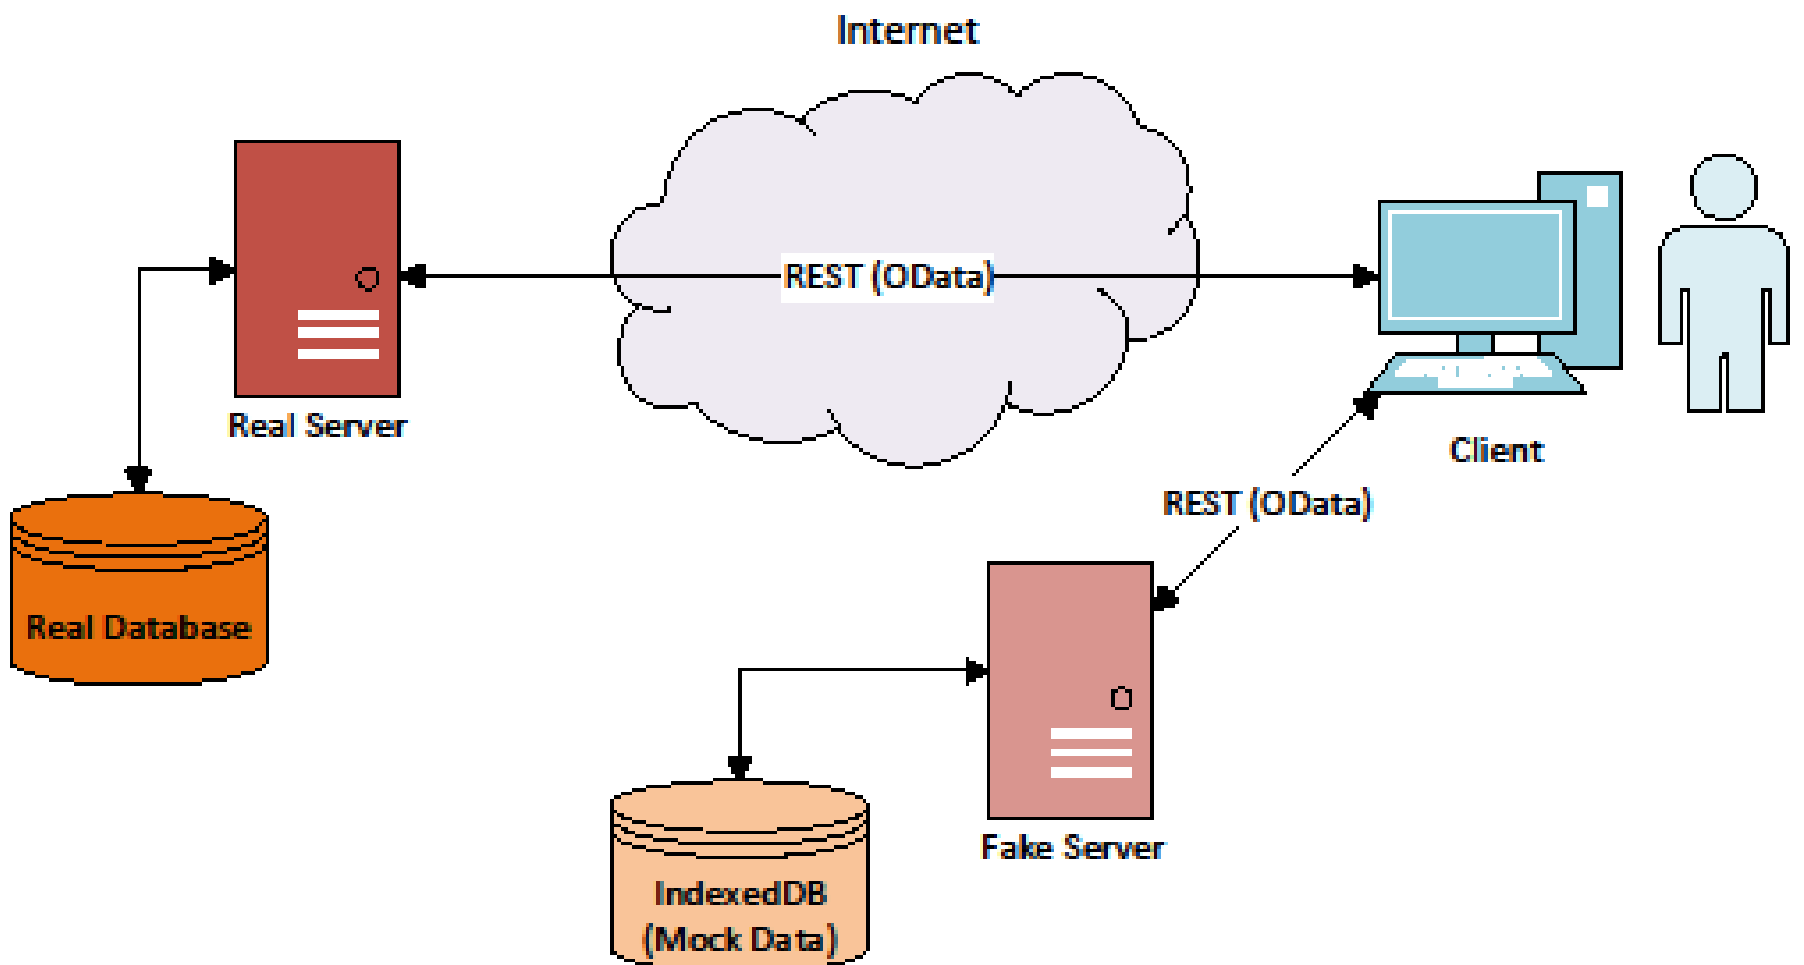 Internet
REST (OData)
Real Server
Client
REST (OData)
Real Database
Fake Server
IndexedDB
(Mock Data)